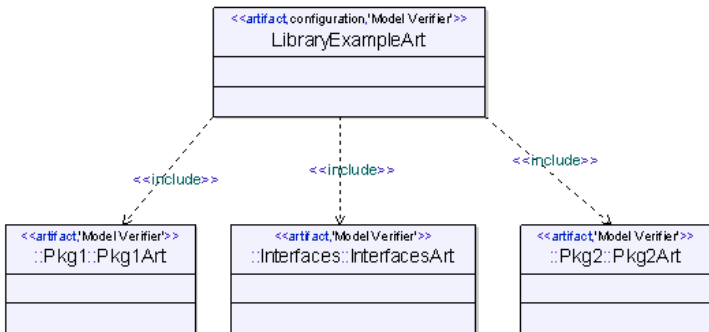 <<artifact,configuration,'Model Verifier'>>
LibraryExampleArt
<<include>>
<<include>>
<<include>>
<<artifact,'Model Verifier'>>
::Pkg1::Pkg1Art
<<artifact,'Model Verifier'>>
::Interfaces::InterfacesArt
<<artifact,'Model Verifier'>>
::Pkg2::Pkg2Art